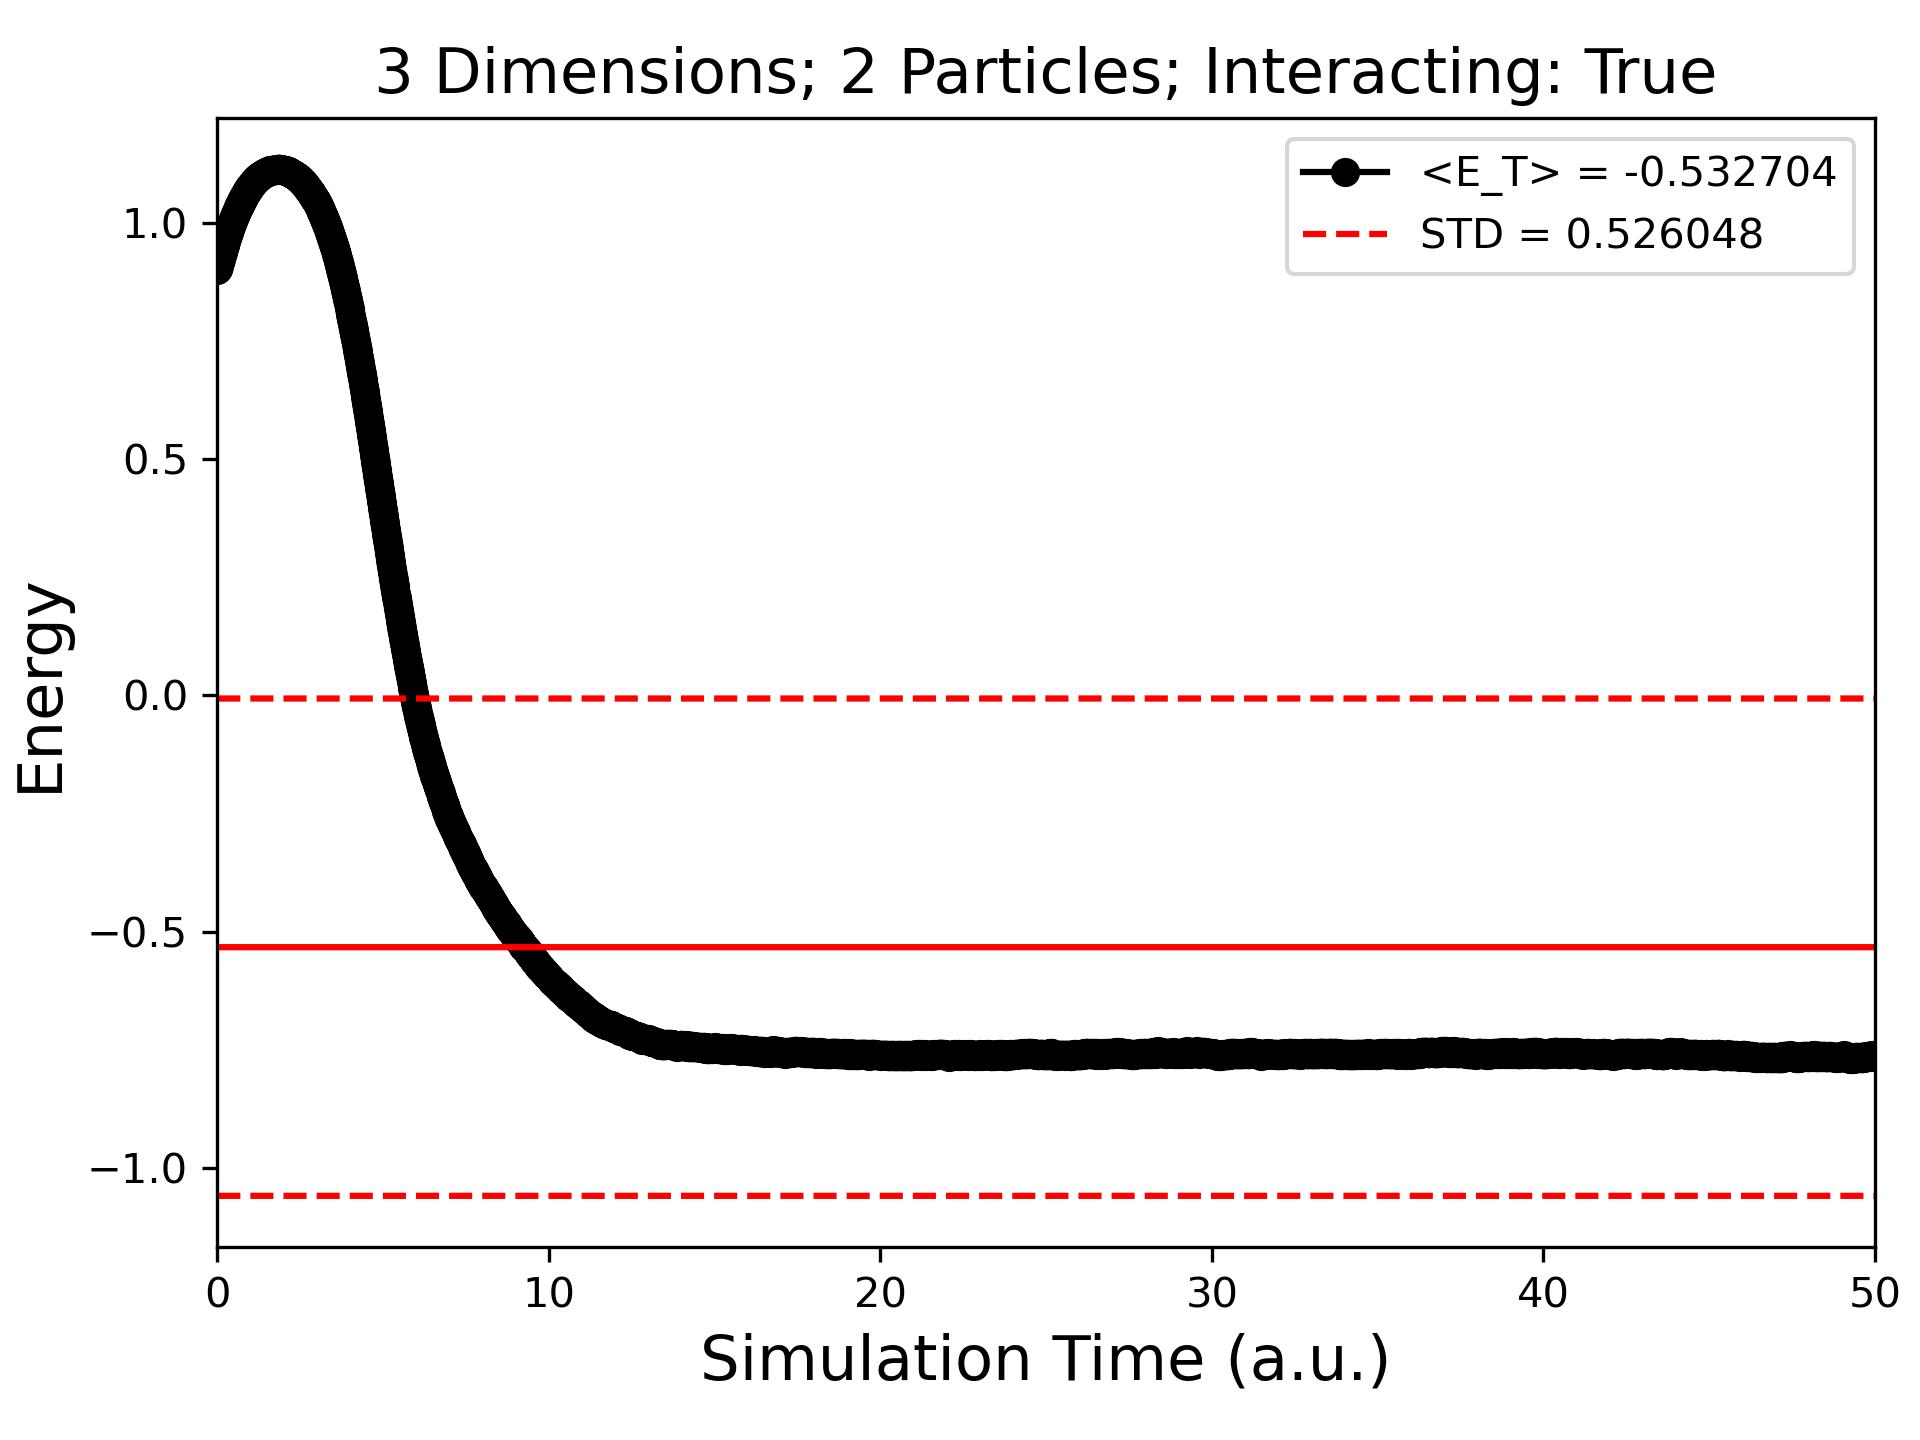 3 Dimensions; 2 Particles; Interacting: True
<E_T> = -0.532704
STD = 0.526048
Energy
1.0
0.5
0.0
−0.5
−1.0
0 10 20 30 40 50
Simulation Time (a.u.)